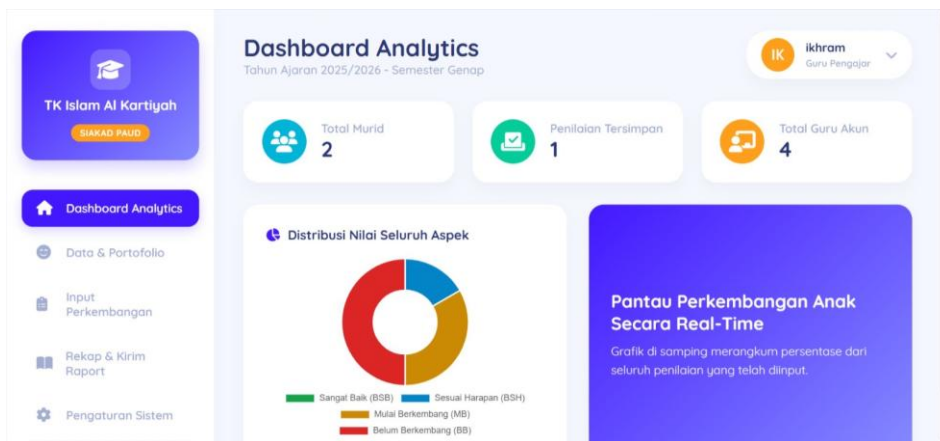 TK Islam Al Kartiyah
SIAKAD PAUD
Dashboard Analytics
Data & Portofolio
Input
Perkembangan
Rekap & Kirim
Raport
Pengaturan Sistem
Dashboard Analytics
Tahun Ajaran 2025/2026 - Semester Genap
IK
ikhram
Guru Pengajar
Total Murid
2
Penilaian Tersimpan
1
Total Guru Akun
4
Distribusi Nilai Seluruh Aspek
Sangat Baik (BSB) Sesuai Harapan (BSH)
Mulai Berkembang (MB)
Belum Berkembang (BB)
Pantau Perkembangan Anak
Secara Real-Time
Grafik di samping merangkum persentase dari
seluruh penilaian yang telah diinput.